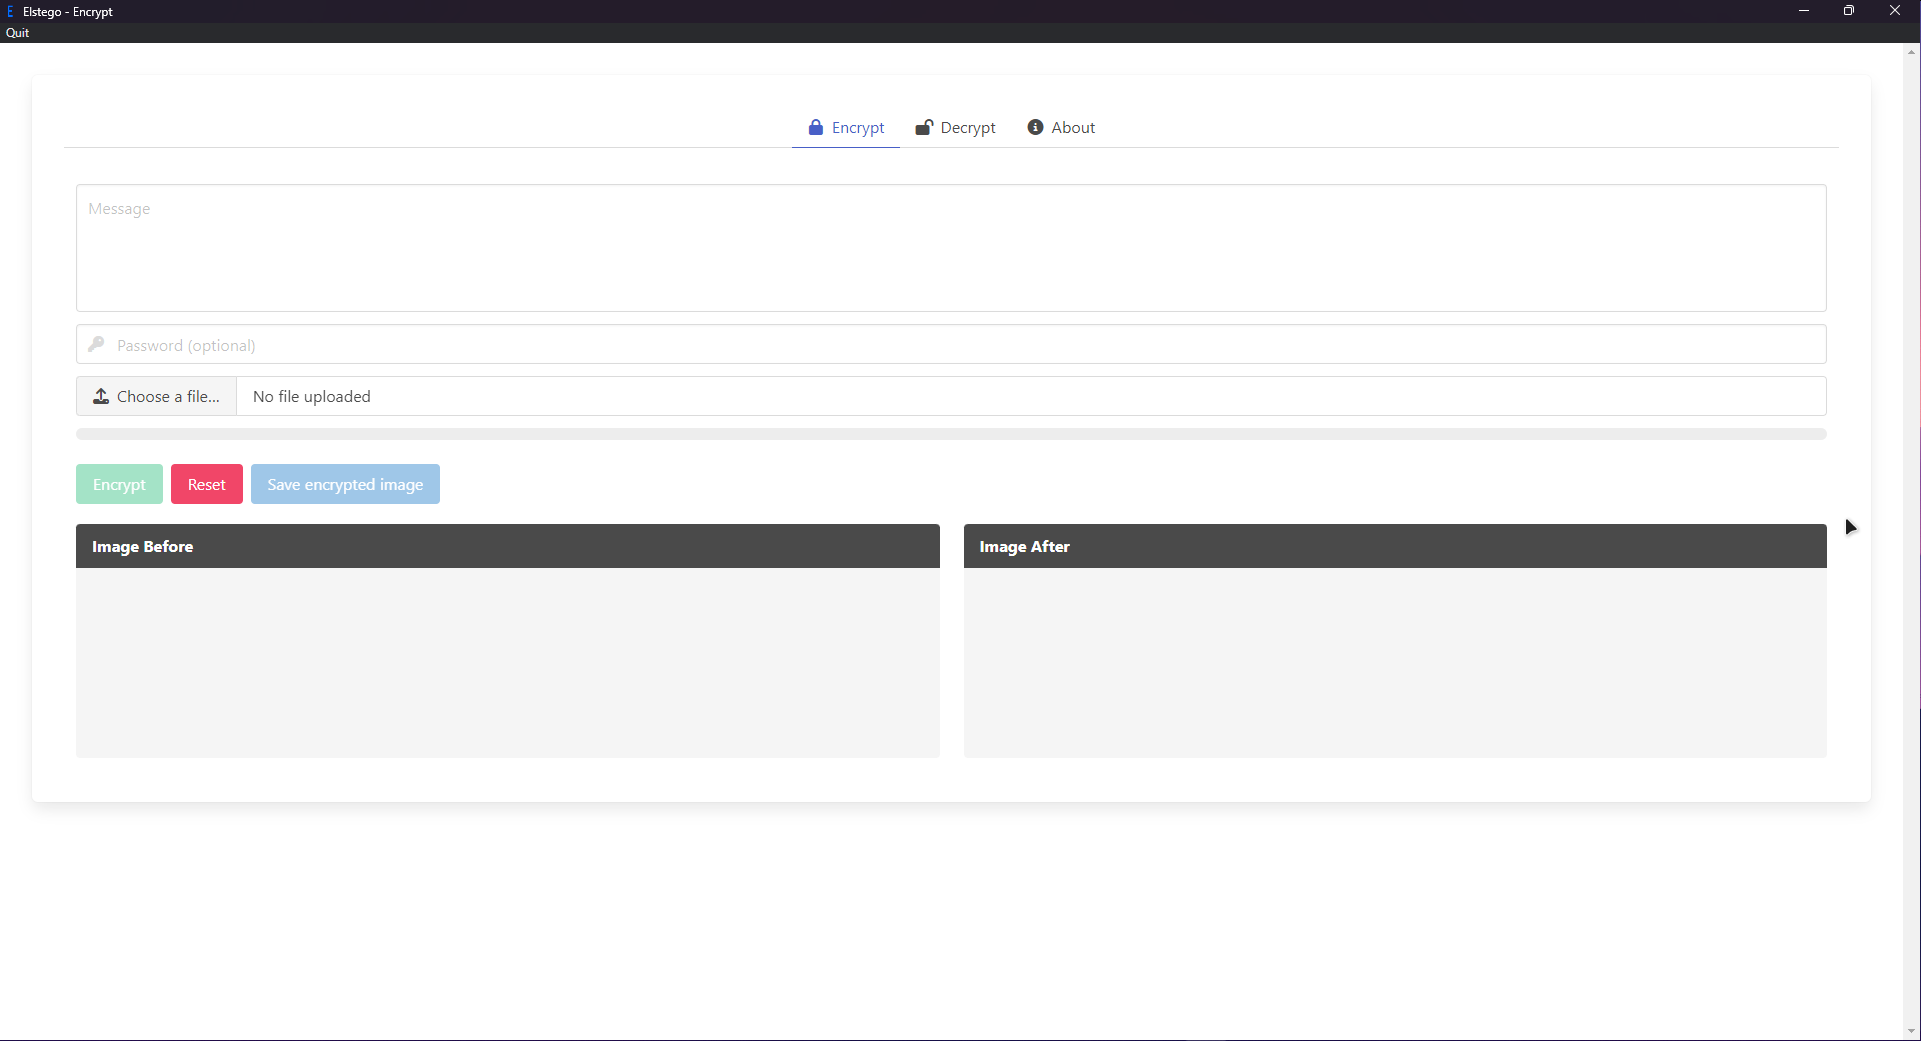 Elstego - Encrypt
Quit
Encrypt Decrypt About
Message
Password (optional)
Choose a file... No file uploaded
Encrypt Reset Save encrypted image
Image Before Image After